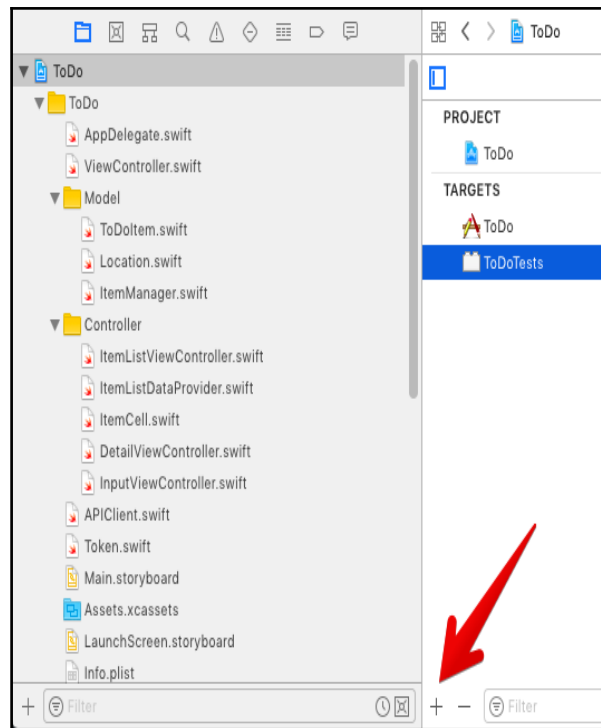 ToDo
ToDo
AppDelegate.swift
ViewController.swift
Model
ToDoItem.swift
Location.swift
ItemManager.swift
Controller
ItemListViewController.swift
ItemListDataProvider.swift
ItemCell.swift
DetailViewController.swift
InputViewController.swift
APIClient.swift
Token.swift
Main.storyboard
Assets.xcassets
LaunchScreen.storyboard
Info.plist
Filter
ToDo
PROJECT
ToDo
TARGETS
ToDo
ToDoTests
Filter